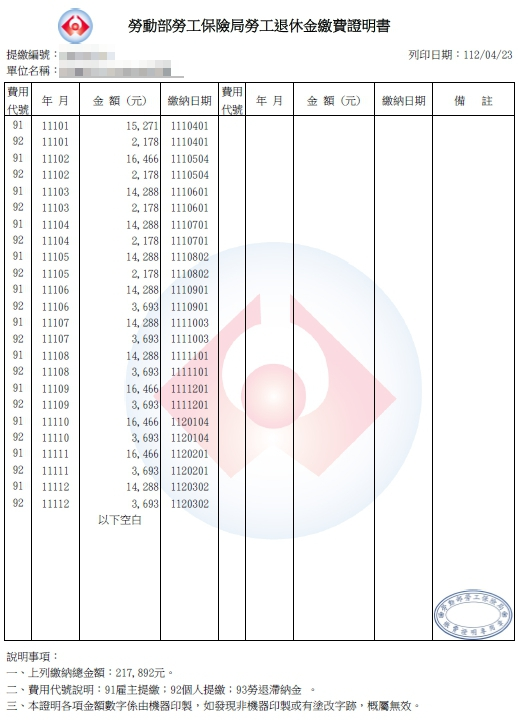 勞動部勞工保險局勞工退休金繳費證明書
提繳編號：
列印日期：112/04/23
單位名稱：
費用代號 年 月 金 額 (元) 繳納日期 費用代號 年 月 金 額 (元) 繳納日期 備 註
91 11101 15,271 1110401
92 11101 2,178 1110401
91 11102 16,466 1110504
92 11102 2,178 1110504
91 11103 14,288 1110601
92 11103 2,178 1110601
91 11104 14,288 1110701
92 11104 2,178 1110701
91 11105 14,288 1110802
92 11105 2,178 1110802
91 11106 14,288 1110901
92 11106 3,693 1110901
91 11107 14,288 1111003
92 11107 3,693 1111003
91 11108 14,288 1111101
92 11108 3,693 1111101
91 11109 16,466 1111201
92 11109 3,693 1111201
91 11110 16,466 1120104
92 11110 3,693 1120104
91 11111 16,466 1120201
92 11111 3,693 1120201
91 11112 14,288 1120302
92 11112 3,693 1120302
以下空白
勞動部勞工保險局
說明事項：
一、上列繳納總金額：217,892元。
二、費用代號說明：91雇主提繳；92個人提繳；93勞退滯納金 。
三、本證明各項金額數字係由機器印製，如發現非機器印製或有塗改字跡，概屬無效。